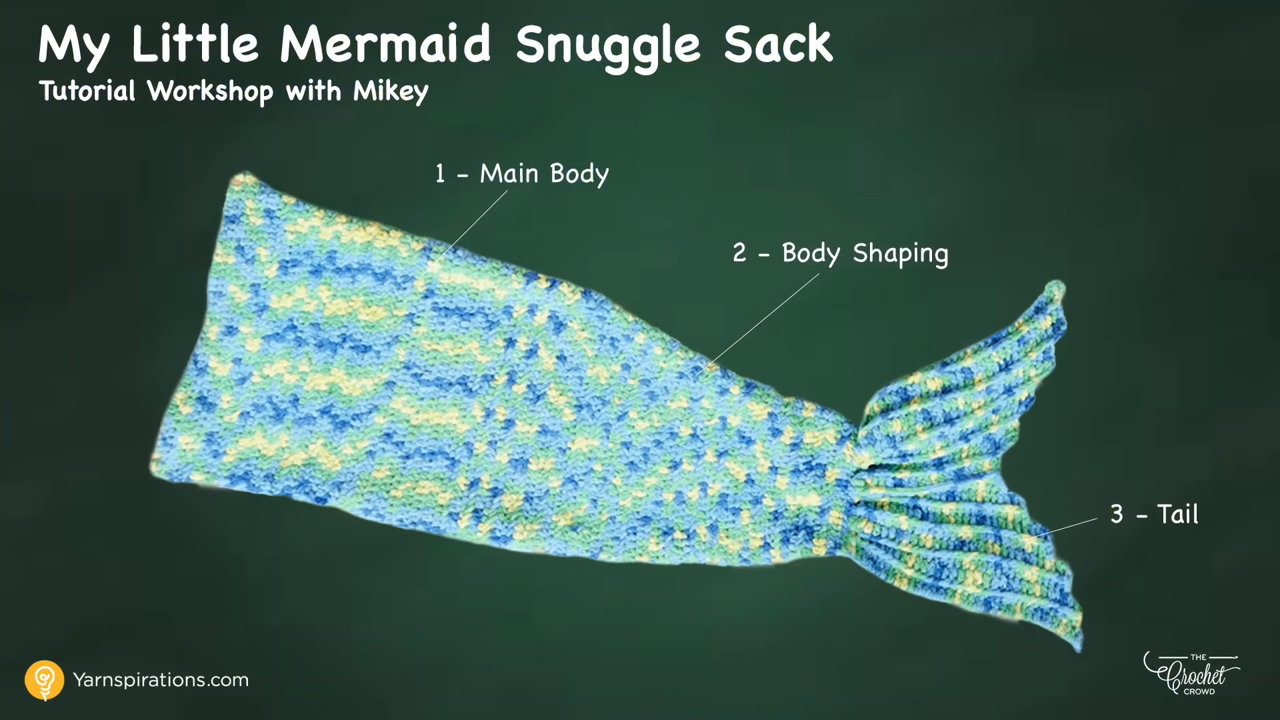 My Little Mermaid Snuggle Sack
Tutorial Workshop with Mikey
1 - Main Body
2 - Body Shaping
3 - Tail
Yarnspirations.com
THE
Crochet
CROWD